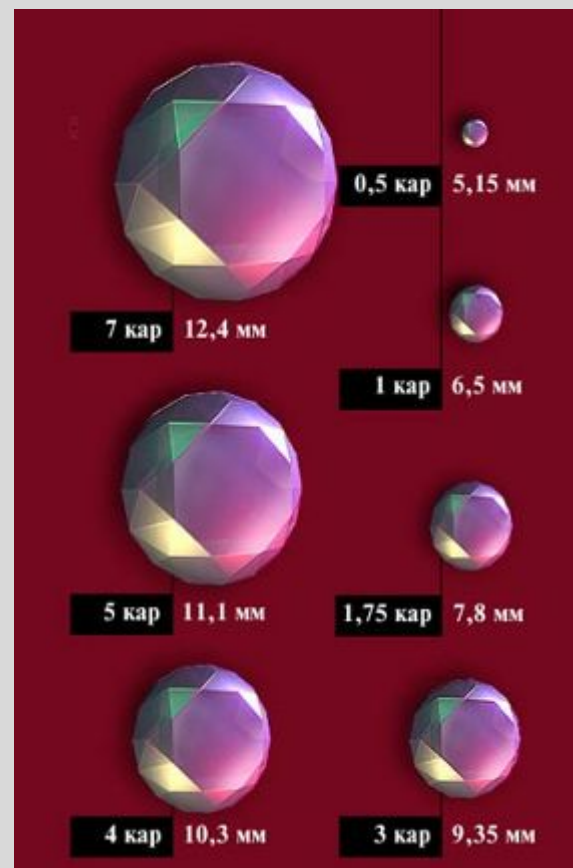 0,5 кар 5,15 мм
7 кар 12,4 мм
1 кар 6,5 мм
5 кар 11,1 мм
1,75 кар 7,8 мм
4 кар 10,3 мм
3 кар 9,35 мм